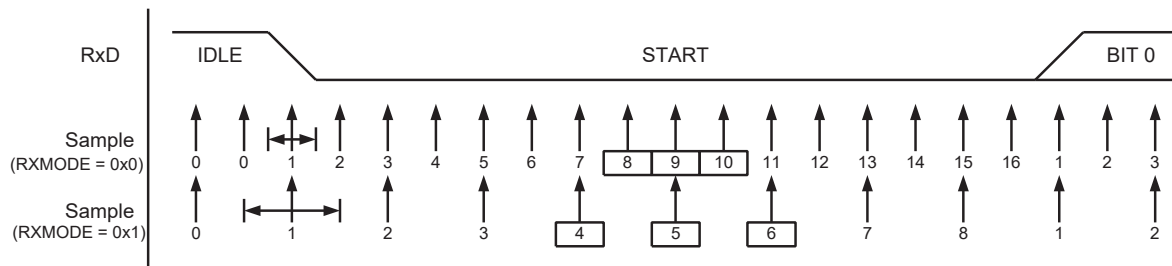 RxD IDLE START BIT 0
Sample
(RXMODE = 0x0) 0 0 1 2 3 4 5 6 7 8 9 10 11 12 13 14 15 16 1 2 3
Sample
(RXMODE = 0x1) 0 1 2 3 4 5 6 7 8 1 2